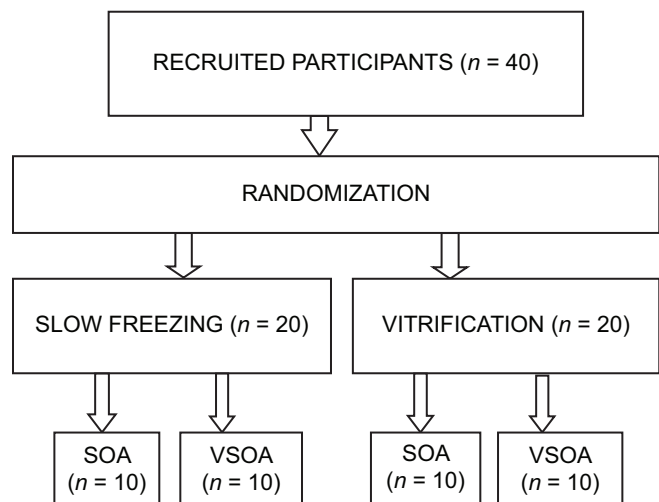 RECRUITED PARTICIPANTS (n = 40)
RANDOMIZATION
SLOW FREEZING (n = 20)
VITRIFICATION (n = 20)
SOA
(n = 10)
VSOA
(n = 10)
SOA
(n = 10)
VSOA
(n = 10)